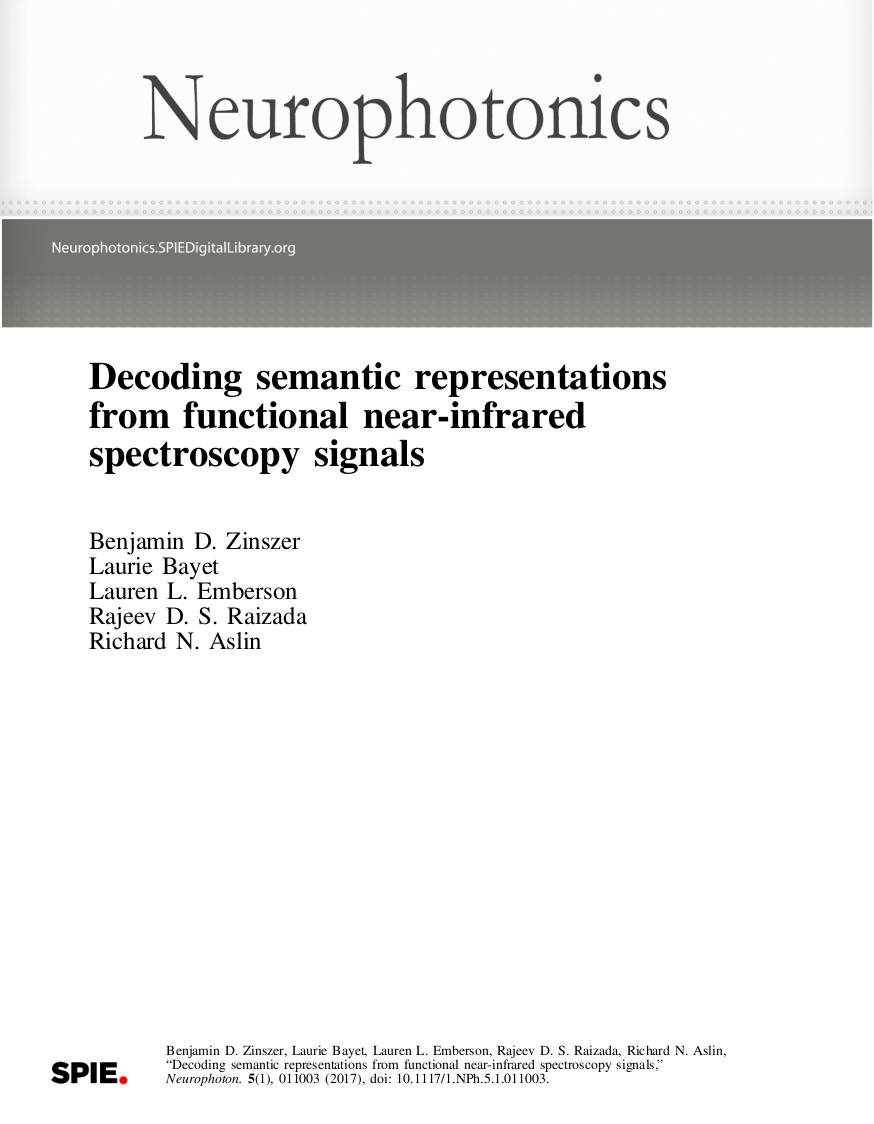 Neurophotonics
Neurophotonics.SPIEDigitalLibrary.org
Decoding semantic representations
from functional near-infrared
spectroscopy signals
Benjamin D. Zinszer
Laurie Bayet
Lauren L. Emberson
Rajeev D. S. Raizada
Richard N. Aslin
SPIE.
Benjamin D. Zinszer, Laurie Bayet, Lauren L. Emberson, Rajeev D. S. Raizada, Richard N. Aslin,
“Decoding semantic representations from functional near-infrared spectroscopy signals,”
Neurophoton. 5(1), 011003 (2017), doi: 10.1117/1.NPh.5.1.011003.